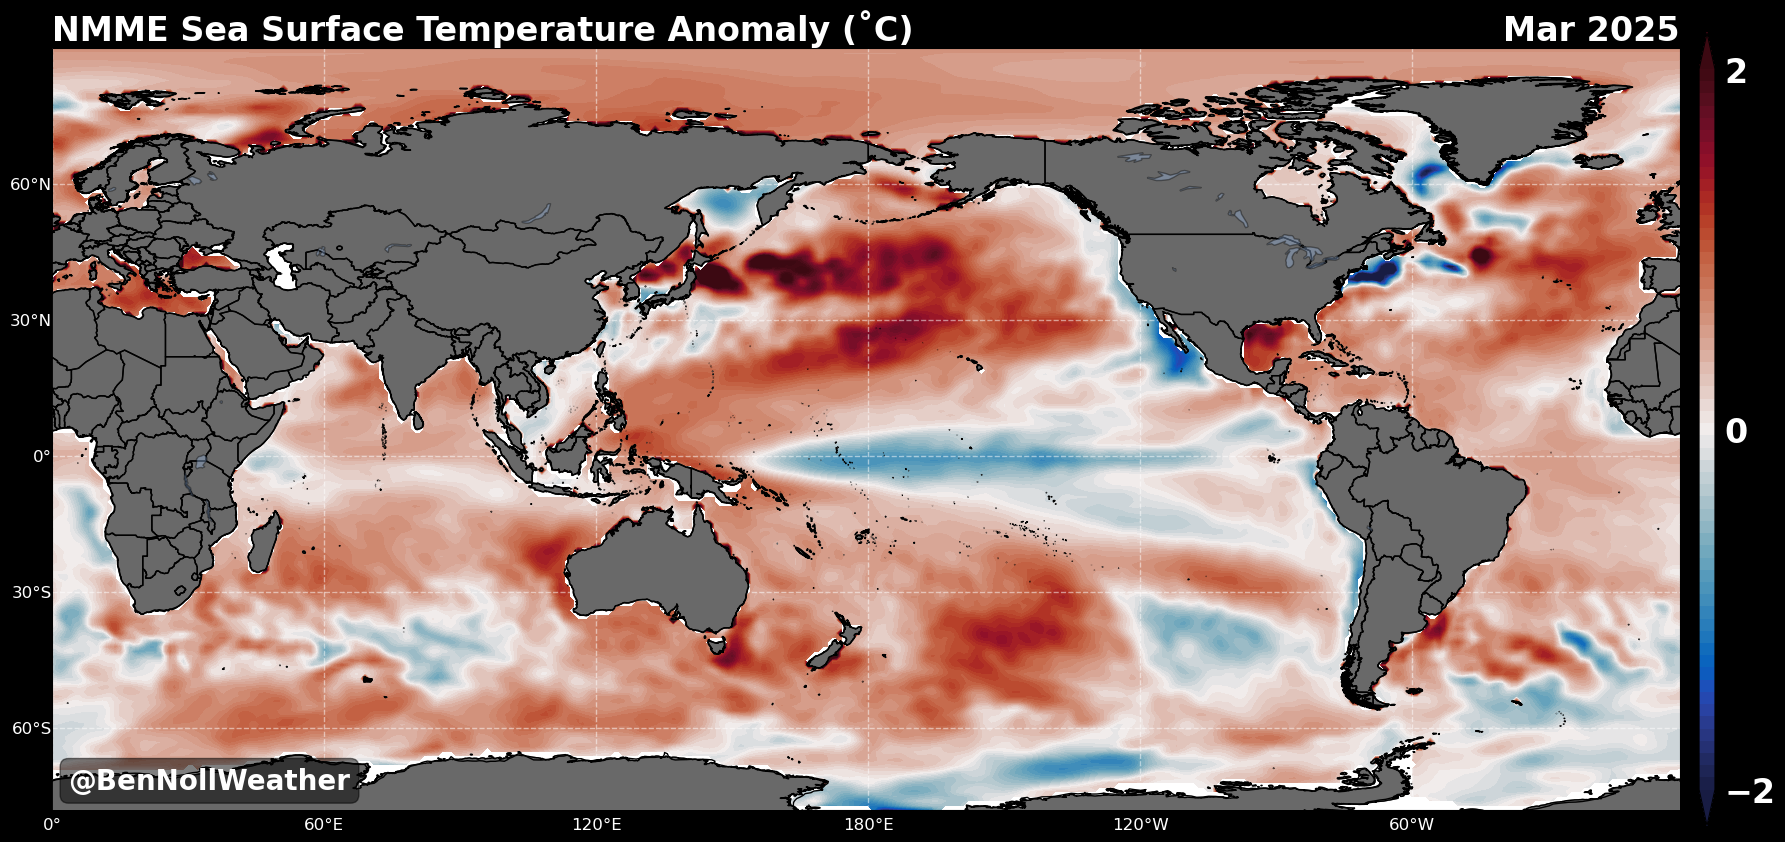 NMME Sea Surface Temperature Anomaly (˚C)
Mar 2025
2
0
−2
60°N
30°N
0°
30°S
60°S
@BenNollWeather
0°
60°E
120°E
180°E
120°W
60°W